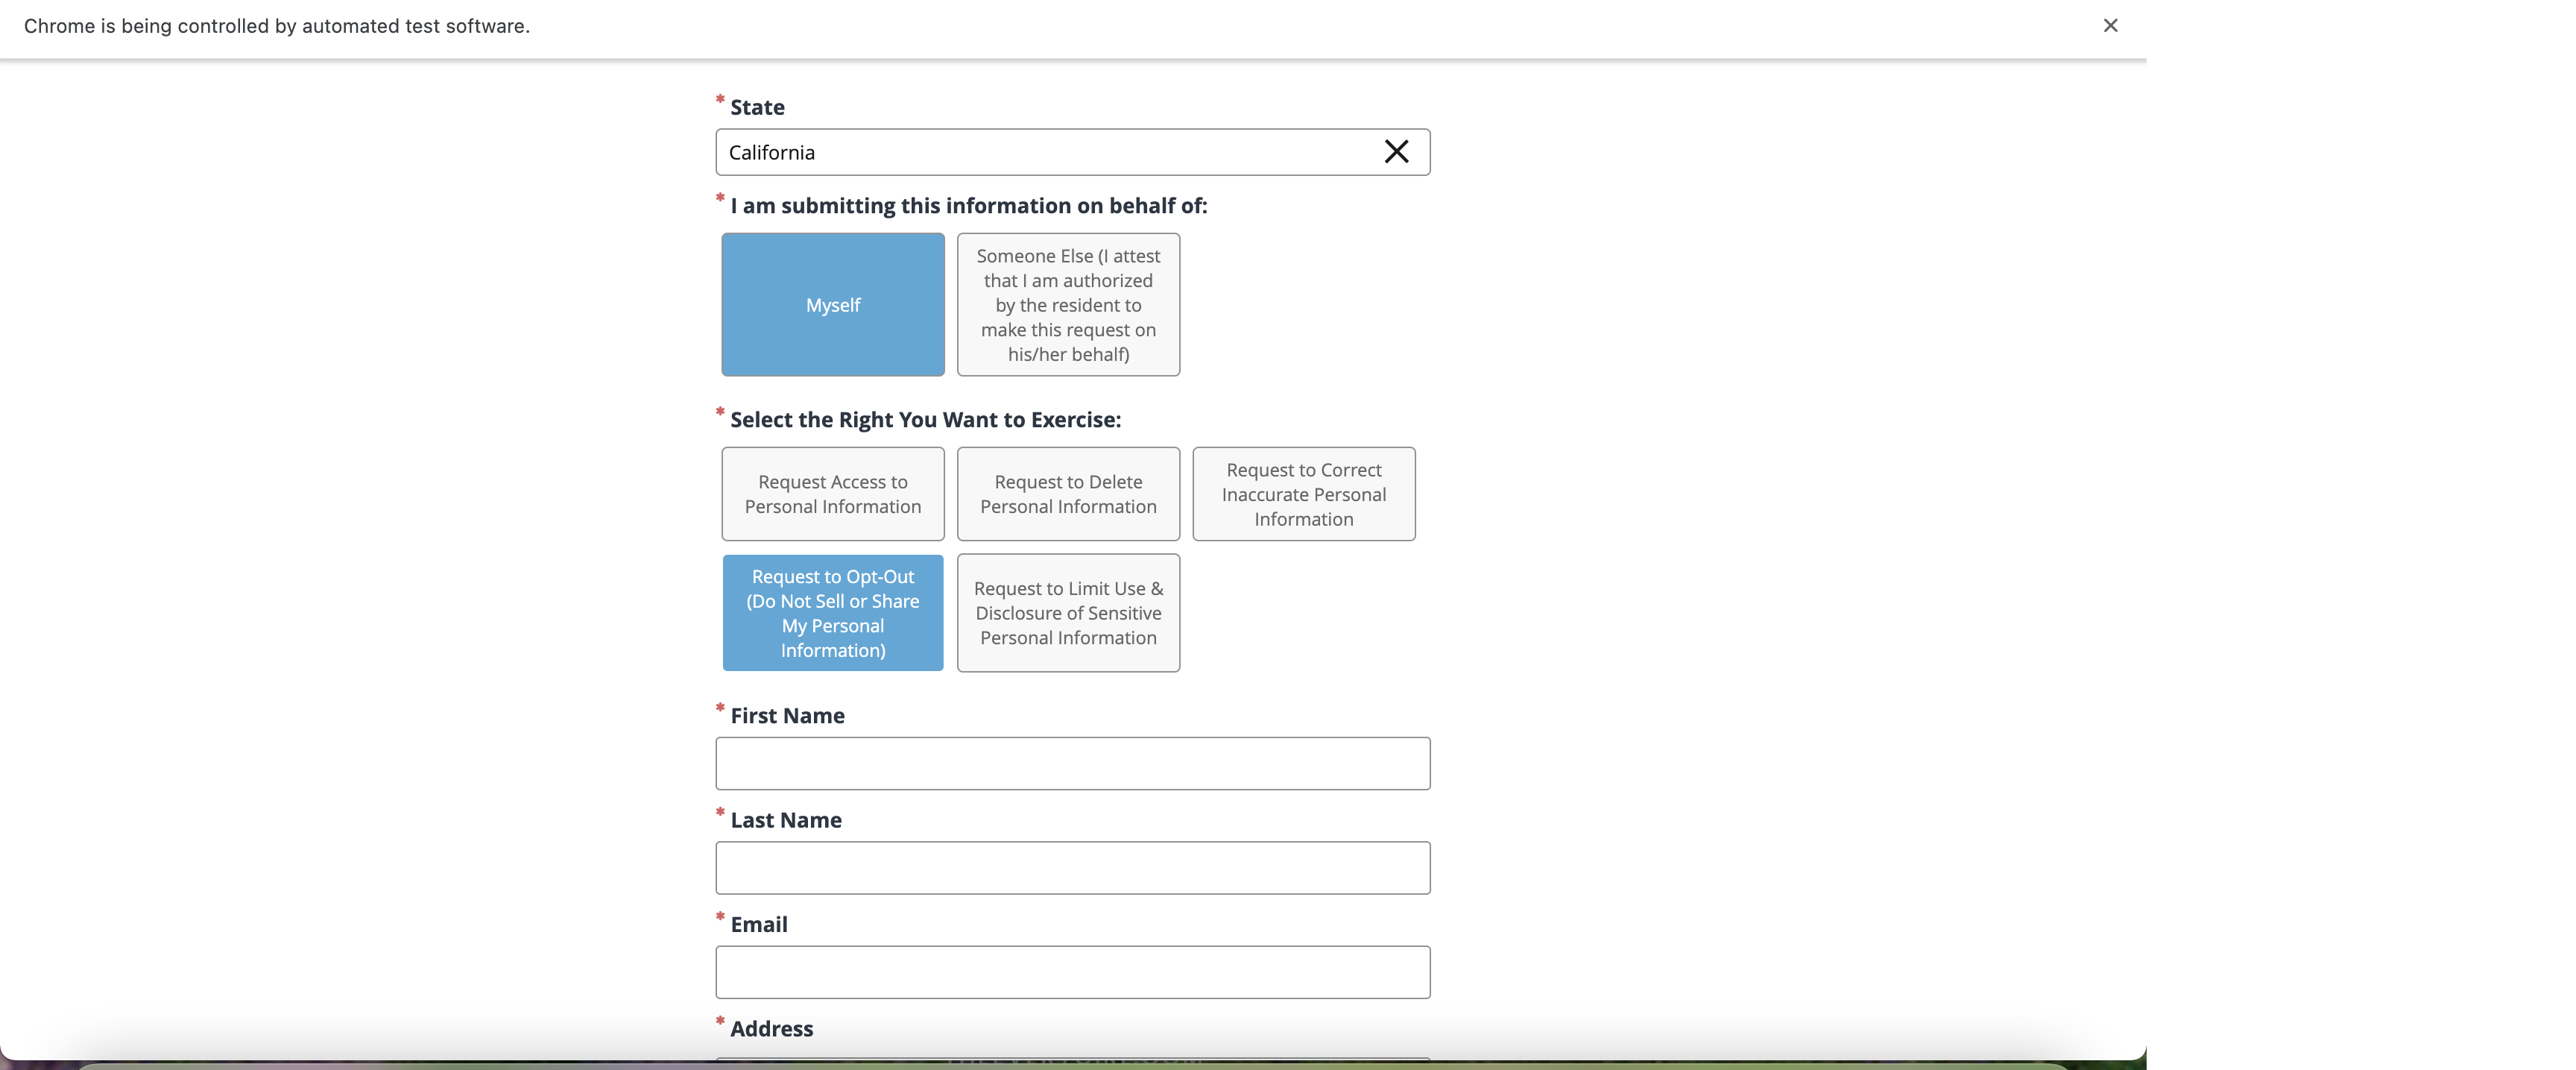 Chrome is being controlled by automated test software.
* State
California
* I am submitting this information on behalf of:
Myself
Someone Else (I attest
that I am authorized
by the resident to
make this request on
his/her behalf)
* Select the Right You Want to Exercise:
Request Access to
Personal Information
Request to Delete
Personal Information
Request to Correct
Inaccurate Personal
Information
Request to Opt-Out
(Do Not Sell or Share
My Personal
Information)
Request to Limit Use &
Disclosure of Sensitive
Personal Information
* First Name
* Last Name
* Email
* Address